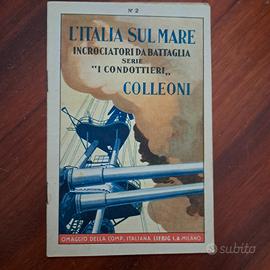 N° 2
L'ITALIA SUL MARE
INCROCIATORI DA BATTAGLIA
SERIE
"I CONDOTTIERI„
COLLEONI
OMAGGIO DELLA COMP. ITALIANA LIEBIG S.A. MILANO
subito